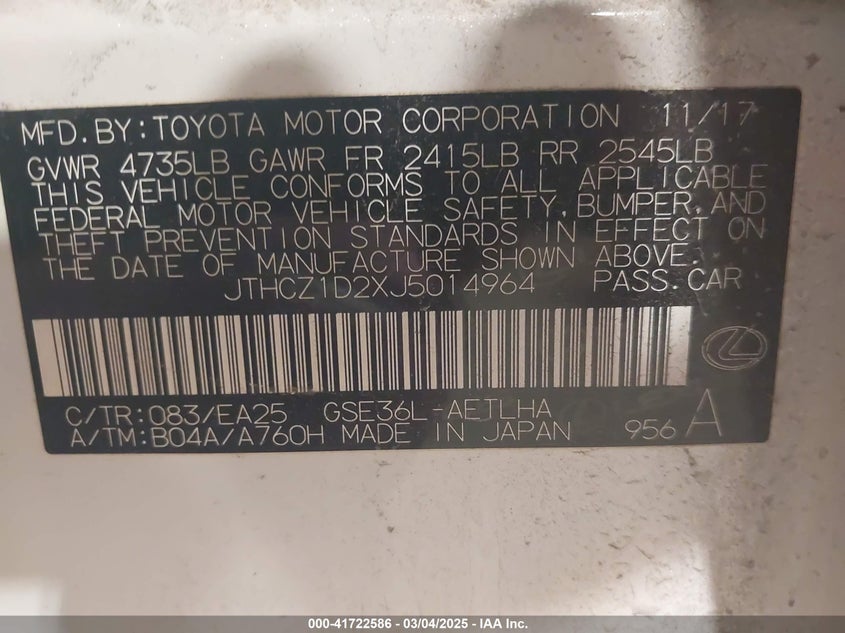 MFD. BY: TOYOTA MOTOR CORPORATION 11/17
GVWR 4735LB GAWR FR 2415LB RR 2545LB
THIS VEHICLE CONFORMS TO ALL APPLICABLE
FEDERAL MOTOR VEHICLE SAFETY, BUMPER, AND
THEFT PREVENTION STANDARDS IN EFFECT ON
THE DATE OF MANUFACTURE SHOWN ABOVE.
JTHCZ1D2XJ5014964 PASS. CAR
C/TR: 083/EA25 GSE36L-AETLHA
A/TM: B04A/A760H MADE IN JAPAN 956 A
000-41722586 - 03/04/2025 - IAA Inc.